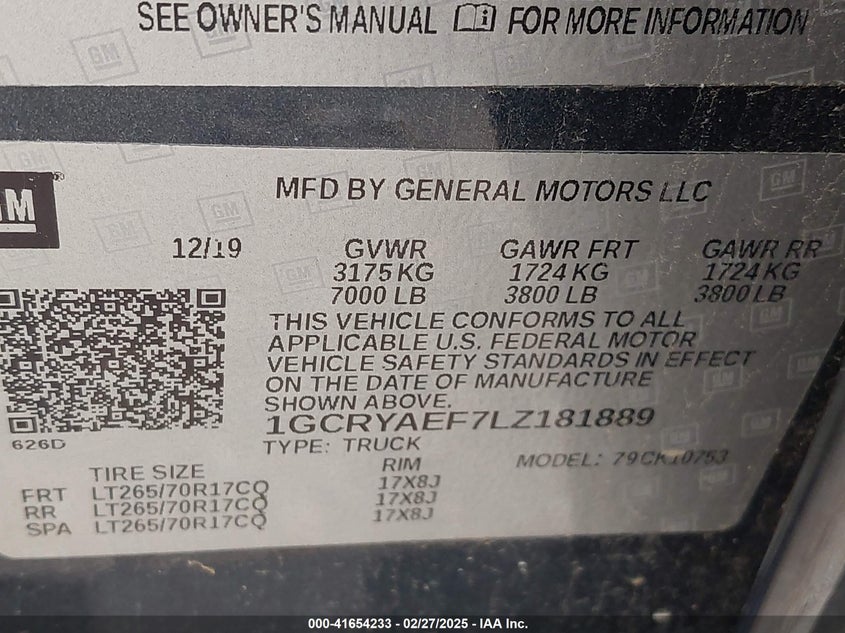 SEE OWNER'S MANUAL FOR MORE INFORMATION
GM
MFD BY GENERAL MOTORS LLC
12/19 GVWR GAWR FRT GAWR RR
3175 KG 1724 KG 1724 KG
7000 LB 3800 LB 3800 LB
THIS VEHICLE CONFORMS TO ALL
APPLICABLE U.S. FEDERAL MOTOR
VEHICLE SAFETY STANDARDS IN EFFECT
ON THE DATE OF MANUFACTURE
SHOWN ABOVE.
1GCRYAEF7LZ181889
626D
TYPE: TRUCK MODEL: 79CK10753
TIRE SIZE RIM
FRT LT265/70R17CQ 17X8J
RR LT265/70R17CQ 17X8J
SPA LT265/70R17CQ 17X8J
000-41654233 – 02/27/2025 – IAA Inc.